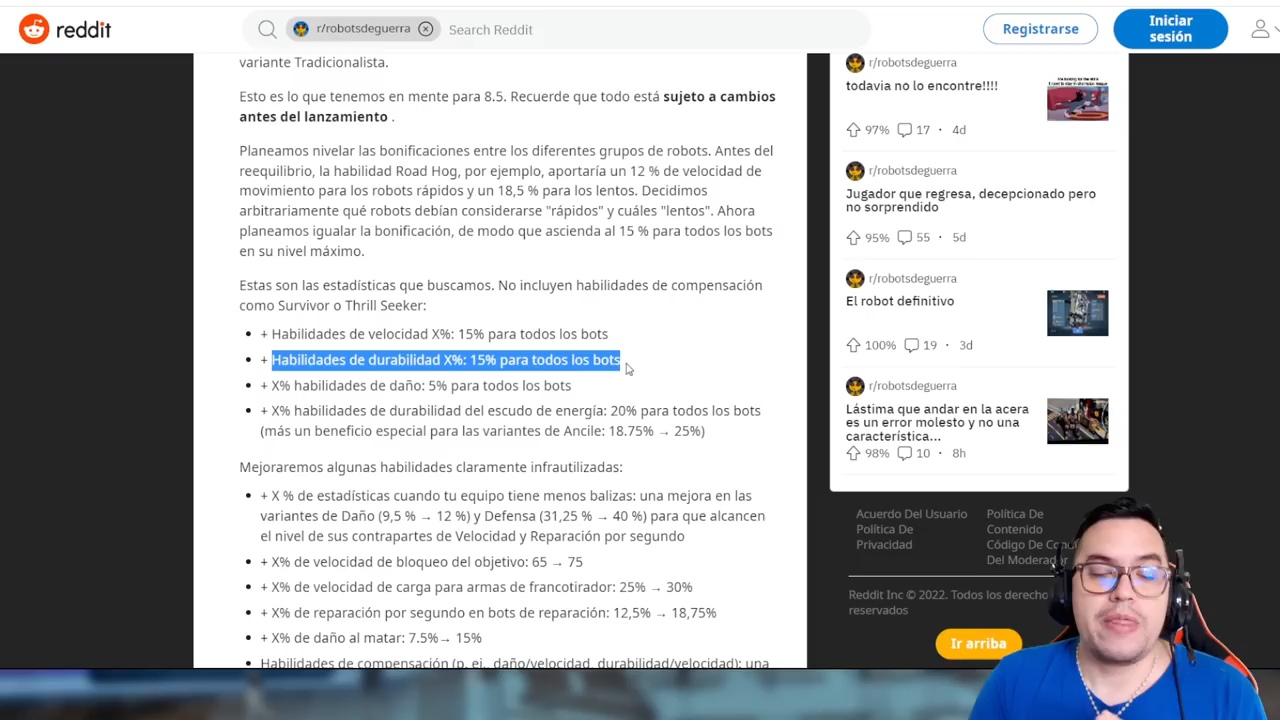 reddit
r/robotsdeguerra
Search Reddit
Registrarse
Iniciar
sesión
variante Tradicionalista.
Esto es lo que tenemos en mente para 8.5. Recuerde que todo está sujeto a cambios
antes del lanzamiento .
Planeamos nivelar las bonificaciones entre los diferentes grupos de robots. Antes del
reequilibrio, la habilidad Road Hog, por ejemplo, aportaría un 12 % de velocidad de
movimiento para los robots rápidos y un 18,5 % para los lentos. Decidimos
arbitrariamente qué robots debían considerarse "rápidos" y cuáles "lentos". Ahora
planeamos igualar la bonificación, de modo que ascienda al 15 % para todos los bots
en su nivel máximo.
Estas son las estadísticas que buscamos. No incluyen habilidades de compensación
como Survivor o Thrill Seeker:
• + Habilidades de velocidad X%: 15% para todos los bots
• + Habilidades de durabilidad X%: 15% para todos los bots
• + X% habilidades de daño: 5% para todos los bots
• + X% habilidades de durabilidad del escudo de energía: 20% para todos los bots
(más un beneficio especial para las variantes de Ancile: 18.75% → 25%)
Mejoraremos algunas habilidades claramente infrautilizadas:
• + X % de estadísticas cuando tu equipo tiene menos balizas: una mejora en las
variantes de Daño (9,5 % → 12 %) y Defensa (31,25 % → 40 %) para que alcancen
el nivel de sus contrapartes de Velocidad y Reparación por segundo
• + X% de velocidad de bloqueo del objetivo: 65 → 75
• + X% de velocidad de carga para armas de francotirador: 25% → 30%
• + X% de reparación por segundo en bots de reparación: 12,5% → 18,75%
• + X% de daño al matar: 7.5%→ 15%
Habilidades de compensación (p. ej., daño/velocidad, durabilidad/velocidad): una
r/robotsdeguerra
todavia no lo encontre!!!!
97% 17 · 4d
r/robotsdeguerra
Jugador que regresa, decepcionado pero
no sorprendido
95% 55 · 5d
r/robotsdeguerra
El robot definitivo
100% 19 · 3d
r/robotsdeguerra
Lástima que andar en la acera
es un error molesto y no una
característica...
98% 10 · 8h
Acuerdo Del Usuario
Política De
Privacidad
Política De
Contenido
Código De
Del Moderador
Reddit Inc © 2022. Todos los derecho
reservados
Ir arriba